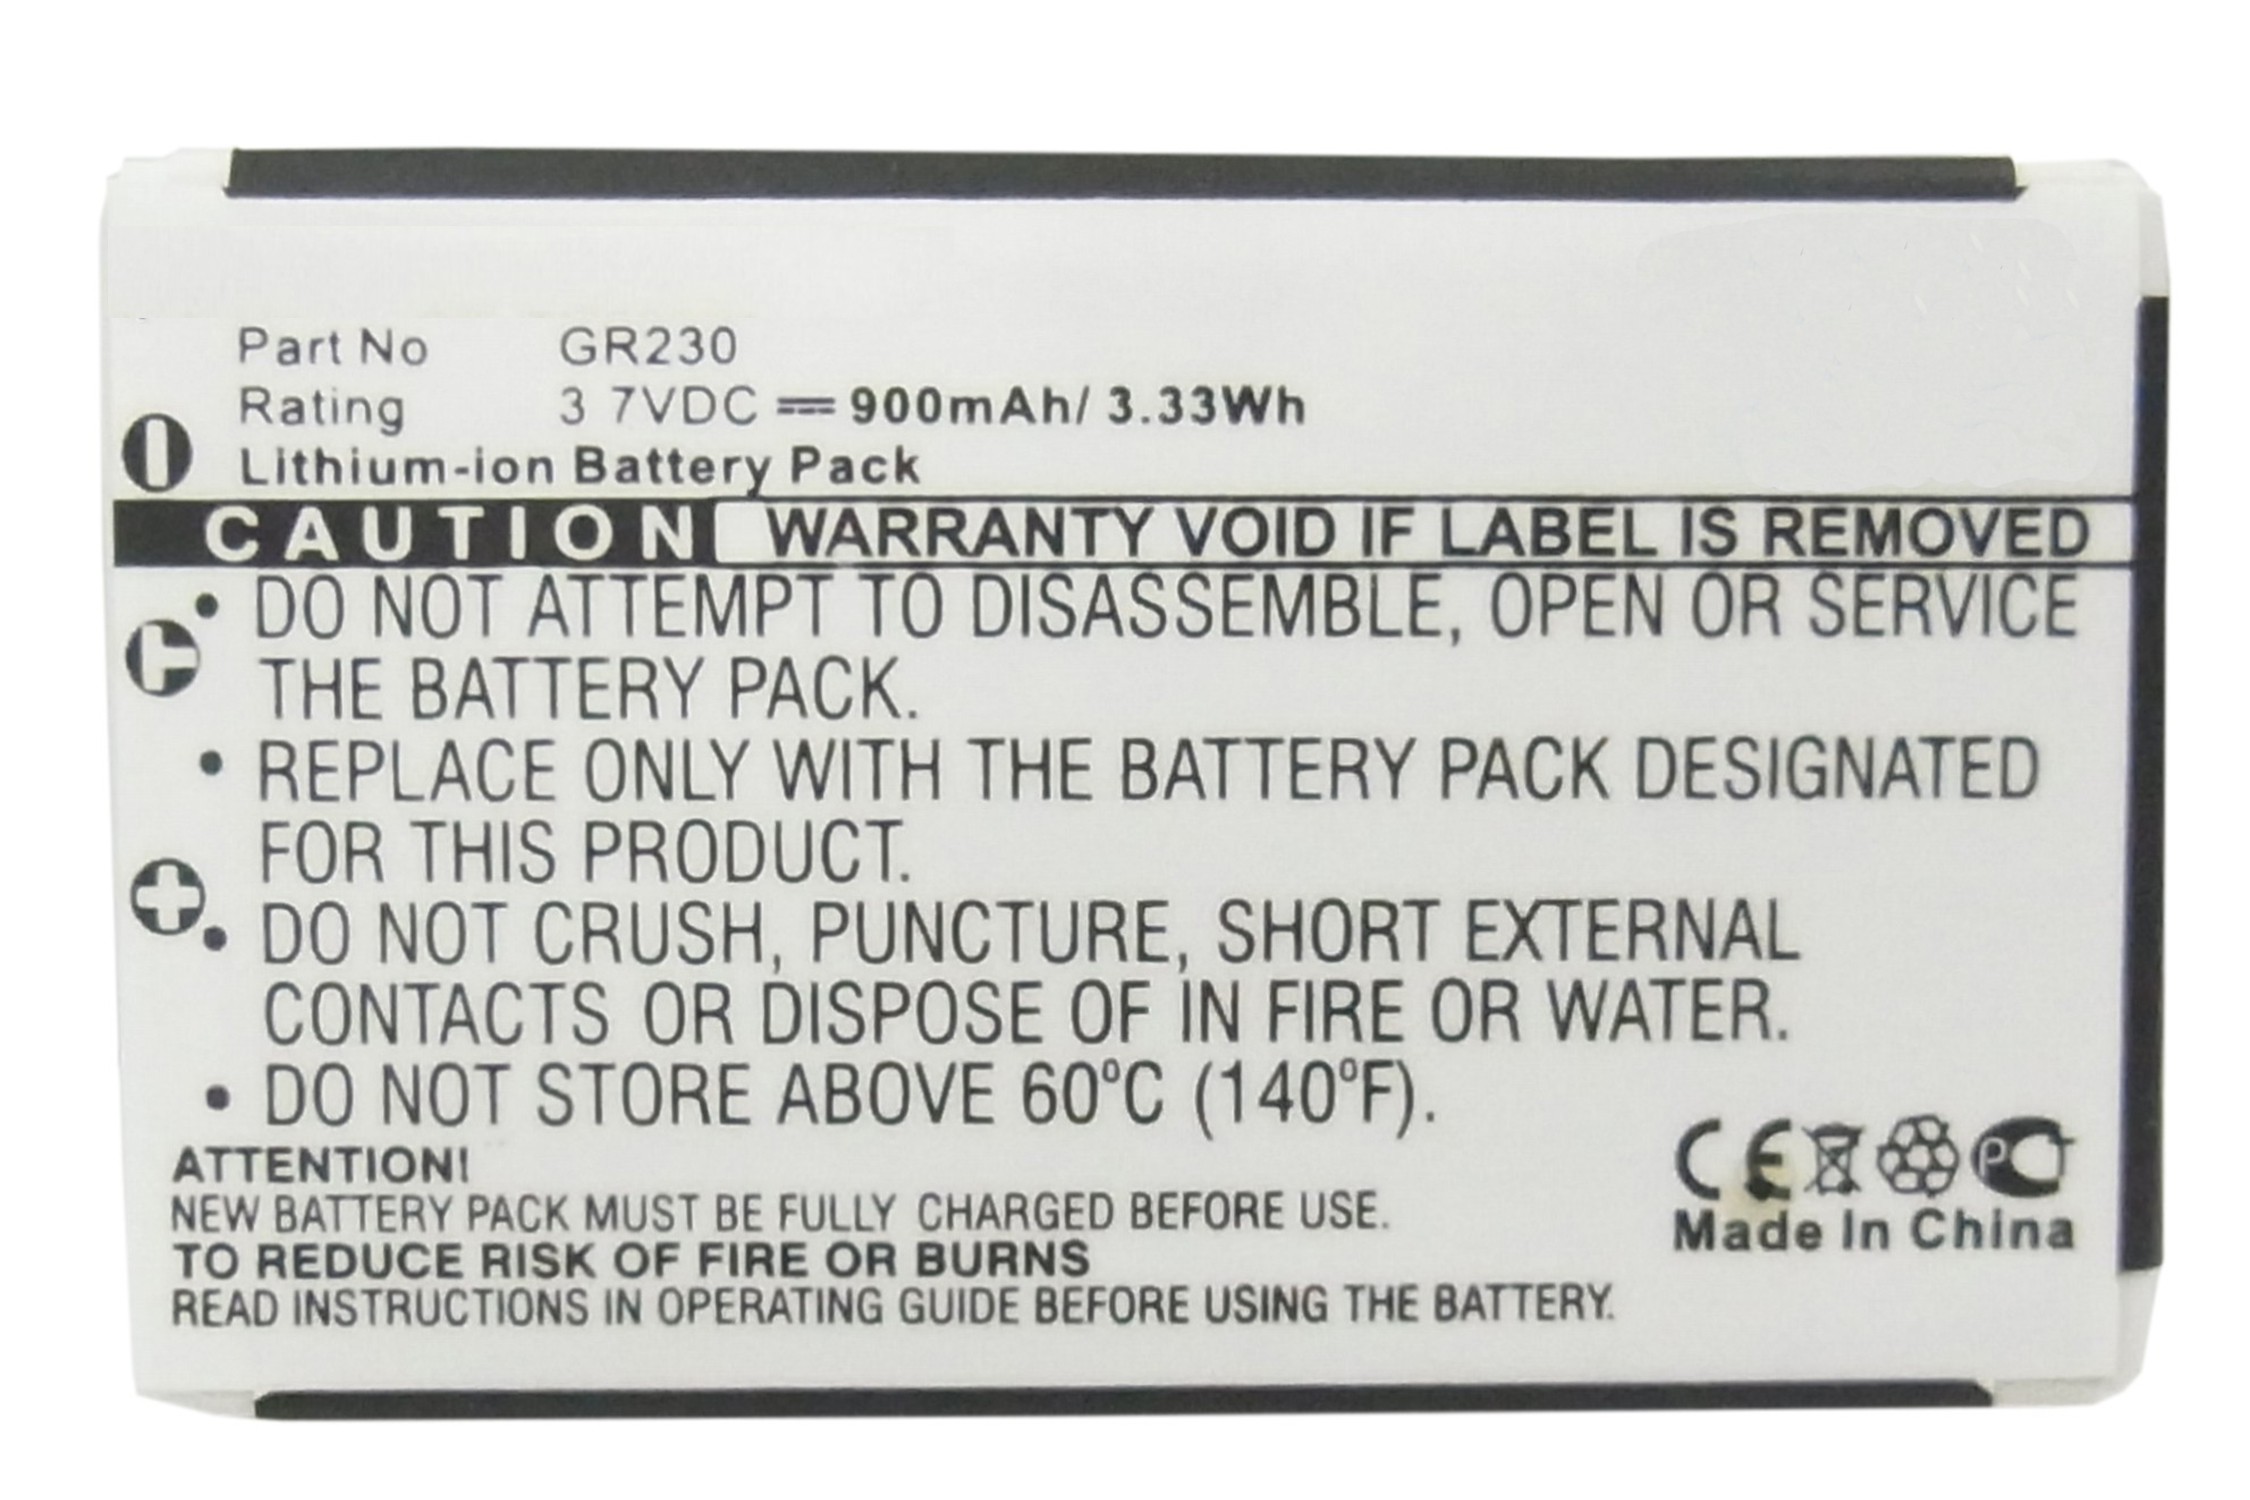 Part No GR230
Rating 3 7VDC ⎓ 900mAh/ 3.33Wh
Lithium-ion Battery Pack
CAUTION WARRANTY VOID IF LABEL IS REMOVED
• DO NOT ATTEMPT TO DISASSEMBLE, OPEN OR SERVICE
THE BATTERY PACK.
• REPLACE ONLY WITH THE BATTERY PACK DESIGNATED
FOR THIS PRODUCT.
• DO NOT CRUSH, PUNCTURE, SHORT EXTERNAL
CONTACTS OR DISPOSE OF IN FIRE OR WATER.
• DO NOT STORE ABOVE 60ºC (140ºF).
ATTENTION!
NEW BATTERY PACK MUST BE FULLY CHARGED BEFORE USE.
TO REDUCE RISK OF FIRE OR BURNS
READ INSTRUCTIONS IN OPERATING GUIDE BEFORE USING THE BATTERY.
CE PC
Made In China